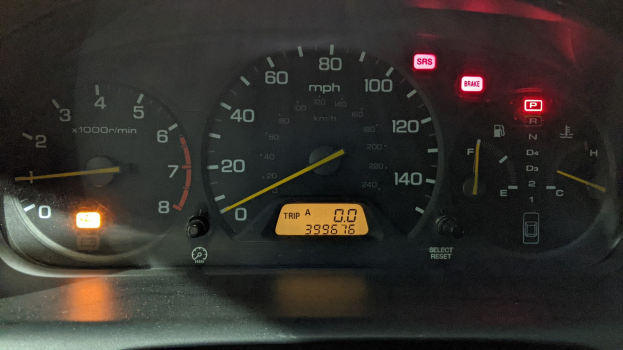 SRS
BRAKE
0
1
2
3
4
5
6
7
8
x1000r/min
0
20
40
60
80
100
120
140
mph
km/h
TRIP A 0.0
399676
SELECT
RESET
P
R
N
D4
D3
2
1
F
E
H
C